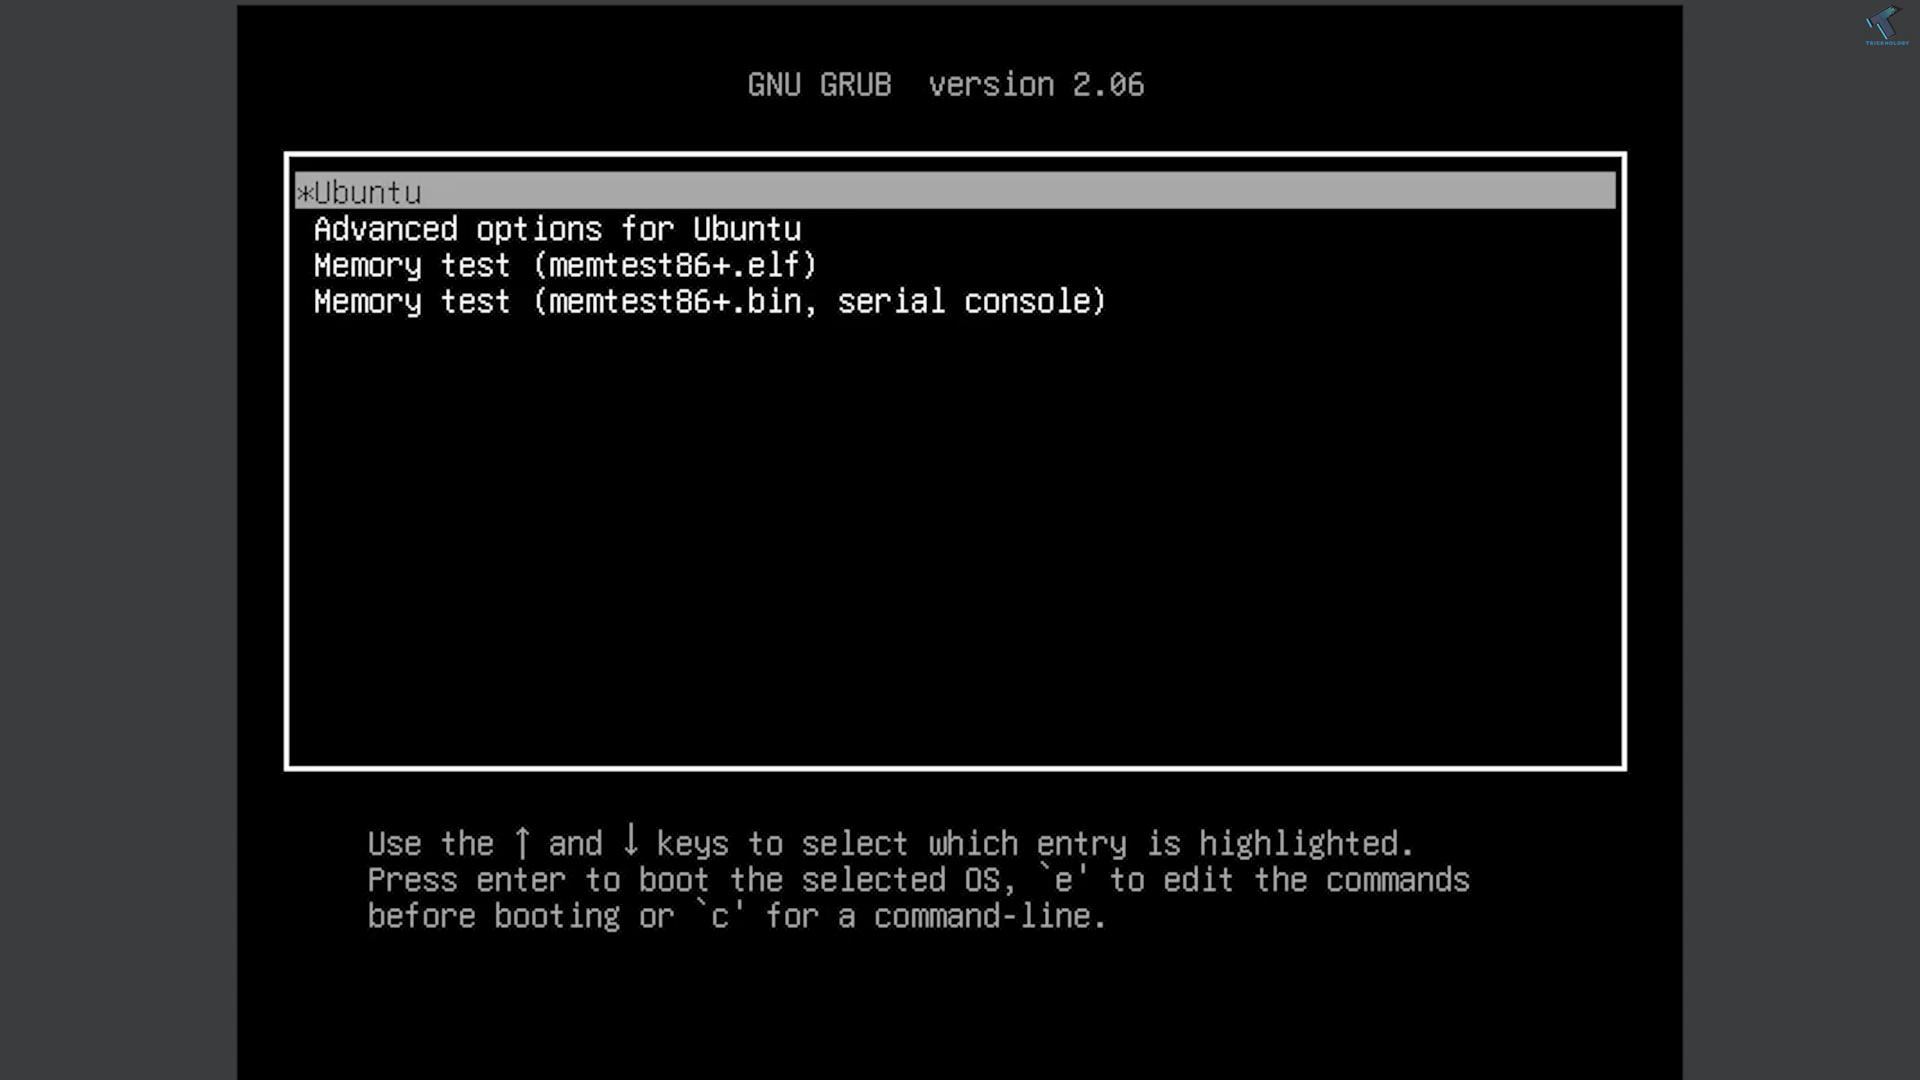 GNU GRUB  version 2.06
*Ubuntu
Advanced options for Ubuntu
Memory test (memtest86+.elf)
Memory test (memtest86+.bin, serial console)
Use the ↑ and ↓ keys to select which entry is highlighted.
Press enter to boot the selected OS, `e' to edit the commands
before booting or `c' for a command-line.
TRICKNOLOGY